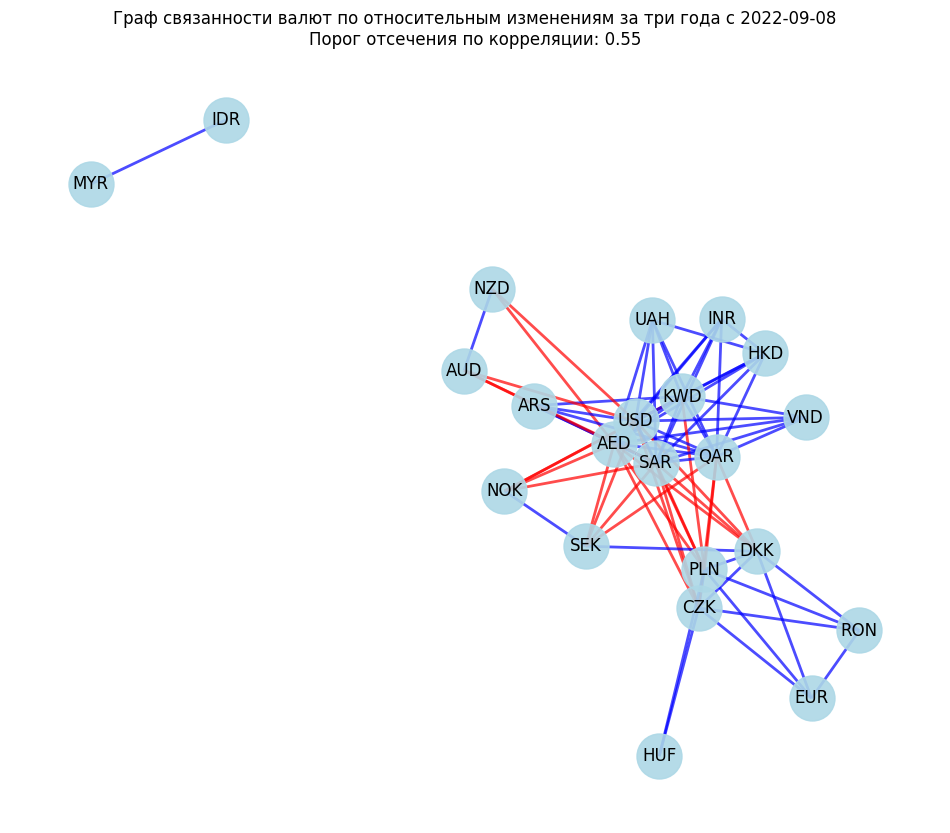 Граф связанности валют по относительным изменениям за три года с 2022-09-08
Порог отсечения по корреляции: 0.55
IDR
MYR
NZD
UAH
INR
HKD
AUD
ARS
KWD
VND
USD
AED
SAR
QAR
NOK
SEK
DKK
PLN
CZK
RON
EUR
HUF